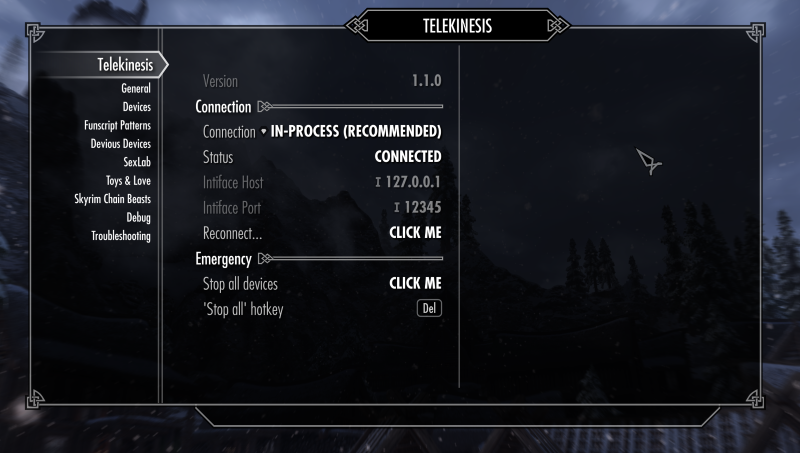 TELEKINESIS
Telekinesis
General
Devices
Funscript Patterns
Devious Devices
SexLab
Toys & Love
Skyrim Chain Beasts
Debug
Troubleshooting
Version 1.1.0
Connection
Connection IN-PROCESS (RECOMMENDED)
Status CONNECTED
Intiface Host 127.0.0.1
Intiface Port 12345
Reconnect... CLICK ME
Emergency
Stop all devices CLICK ME
'Stop all' hotkey Del